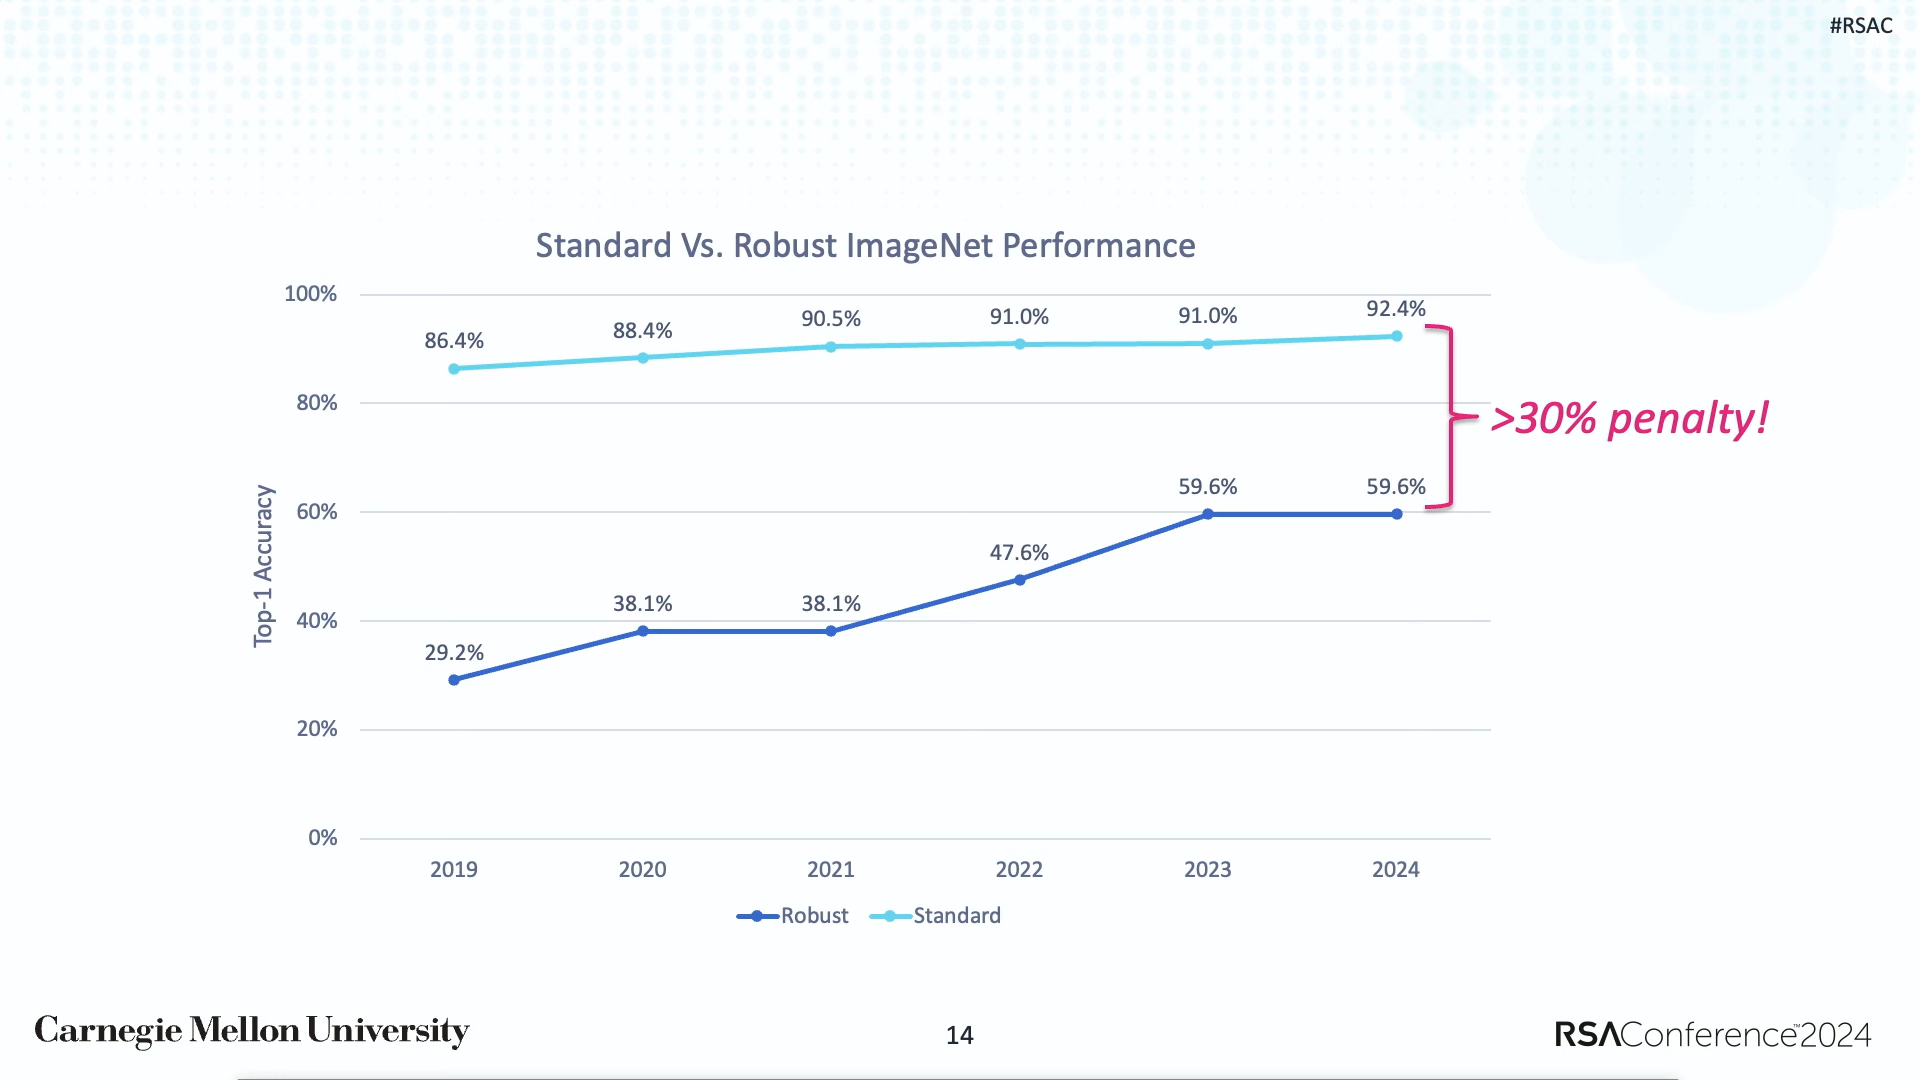 #RSAC
Standard Vs. Robust ImageNet Performance
100%
80%
60%
40%
20%
0%
Top-1 Accuracy
86.4%
88.4%
90.5%
91.0%
91.0%
92.4%
>30% penalty!
29.2%
38.1%
38.1%
47.6%
59.6%
59.6%
2019 2020 2021 2022 2023 2024
Robust Standard
Carnegie Mellon University
14
RSAConference™2024